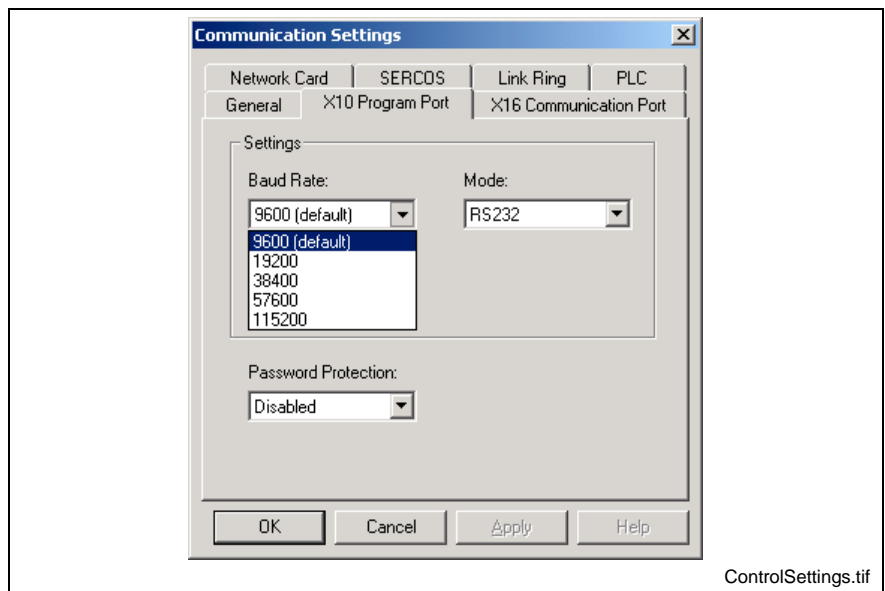 Communication Settings
Network Card SERCOS Link Ring PLC
General X10 Program Port X16 Communication Port
Settings
Baud Rate: Mode:
9600 (default) RS232
9600 (default)
19200
38400
57600
115200
Password Protection:
Disabled
OK Cancel Apply Help
ControlSettings.tif